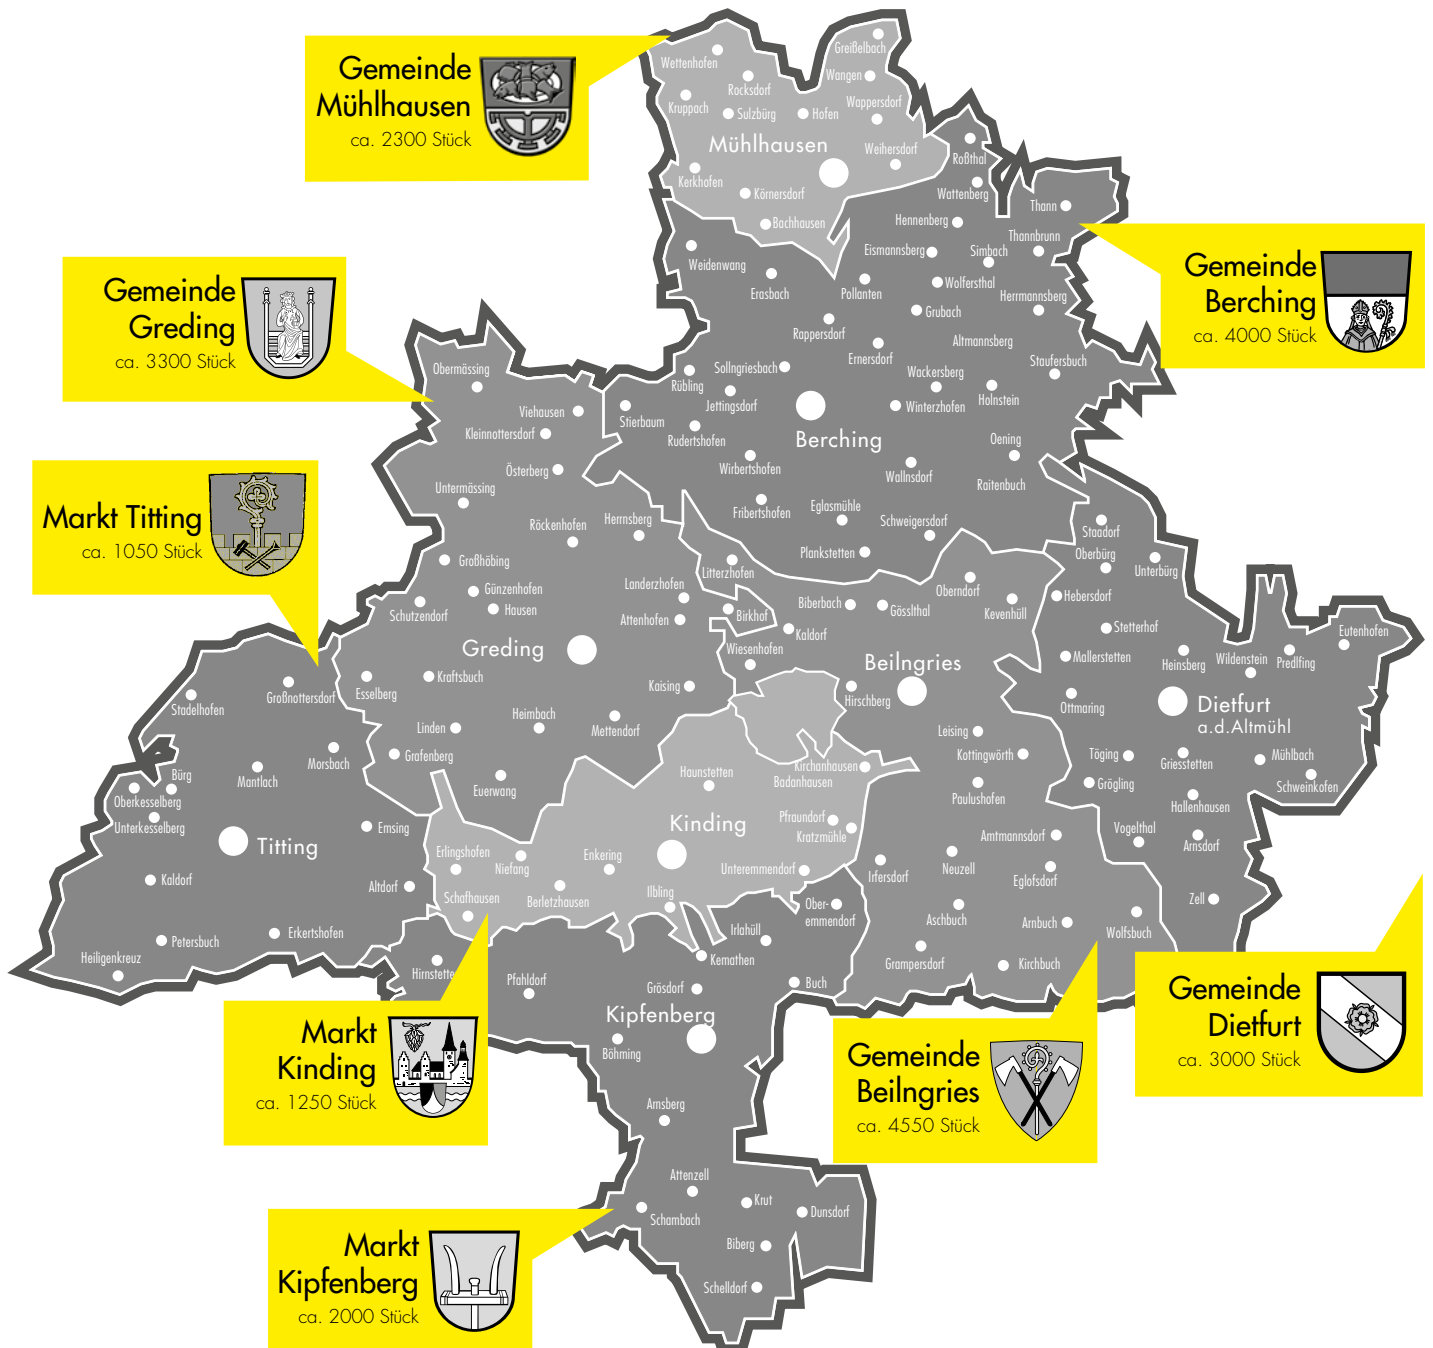 Gemeinde
Mühlhausen
ca. 2300 Stück
Gemeinde
Greding
ca. 3300 Stück
Markt Titting
ca. 1050 Stück
Gemeinde
Berching
ca. 4000 Stück
Markt
Kinding
ca. 1250 Stück
Markt
Kipfenberg
ca. 2000 Stück
Gemeinde
Beilngries
ca. 4550 Stück
Gemeinde
Dietfurt
ca. 3000 Stück
Greißelbach
Wettenhofen
Wangen
Rocksdorf
Kruppach
Wappersdorf
Sulzbürg
Hofen
Mühlhausen
Weihersdorf
Kerkhofen
Körnersdorf
Bachhausen
Roßthal
Wattenberg
Thann
Hennenberg
Thannbrunn
Eismannsberg
Simbach
Weidenwang
Erasbach
Pollanten
Wolfersthal
Herrmannsberg
Grubach
Rappersdorf
Altmannsberg
Ernersdorf
Staufersbuch
Sollngriesbach
Wackersberg
Rübling
Jettingsdorf
Winterzhofen
Holnstein
Stierbaum
Rudertshofen
Berching
Oening
Wirbertshofen
Wallnsdorf
Raitenbuch
Fribertshofen
Eglasmühle
Schweigersdorf
Plankstetten
Obermässing
Viehausen
Kleinnottersdorf
Österberg
Untermässing
Röckenhofen
Herrnsberg
Großhöbing
Günzenhofen
Hausen
Schutzendorf
Landerzhofen
Attenhofen
Greding
Esselberg
Kraftsbuch
Kaising
Heimbach
Mettendorf
Linden
Grafenberg
Euerwang
Litterzhofen
Birkhof
Biberbach
Gösslthal
Oberndorf
Kevenhüll
Kaldorf
Wiesenhofen
Beilngries
Hirschberg
Leising
Kottingwörth
Paulushofen
Amtmannsdorf
Neuzell
Irfersdorf
Eglofsdorf
Aschbuch
Arnbuch
Wolfsbuch
Grampersdorf
Kirchbuch
Staadorf
Oberbürg
Unterbürg
Hebersdorf
Stetterhof
Eutenhofen
Mallerstetten
Heinsberg
Wildenstein
Predlfing
Ottmaring
Dietfurt
a.d.Altmühl
Töging
Griesstetten
Mühlbach
Grögling
Schweinkofen
Hallenhausen
Vogelthal
Arnsdorf
Zell
Stadelhofen
Großnottersdorf
Morsbach
Mantlach
Bürg
Oberkesselberg
Unterkesselberg
Emsing
Titting
Kaldorf
Altdorf
Petersbuch
Erkertshofen
Heiligenkreuz
Haunstetten
Kirchanhausen
Badanhausen
Pfraundorf
Kratzmühle
Kinding
Erlingshofen
Niefang
Enkering
Unteremmendorf
Schafhausen
Berletzhausen
Ilbling
Ober-
emmendorf
Irlahüll
Hirnstette
Kemathen
Pfahldorf
Grösdorf
Buch
Kipfenberg
Böhming
Arnsberg
Attenzell
Krut
Schambach
Dunsdorf
Biberg
Schelldorf